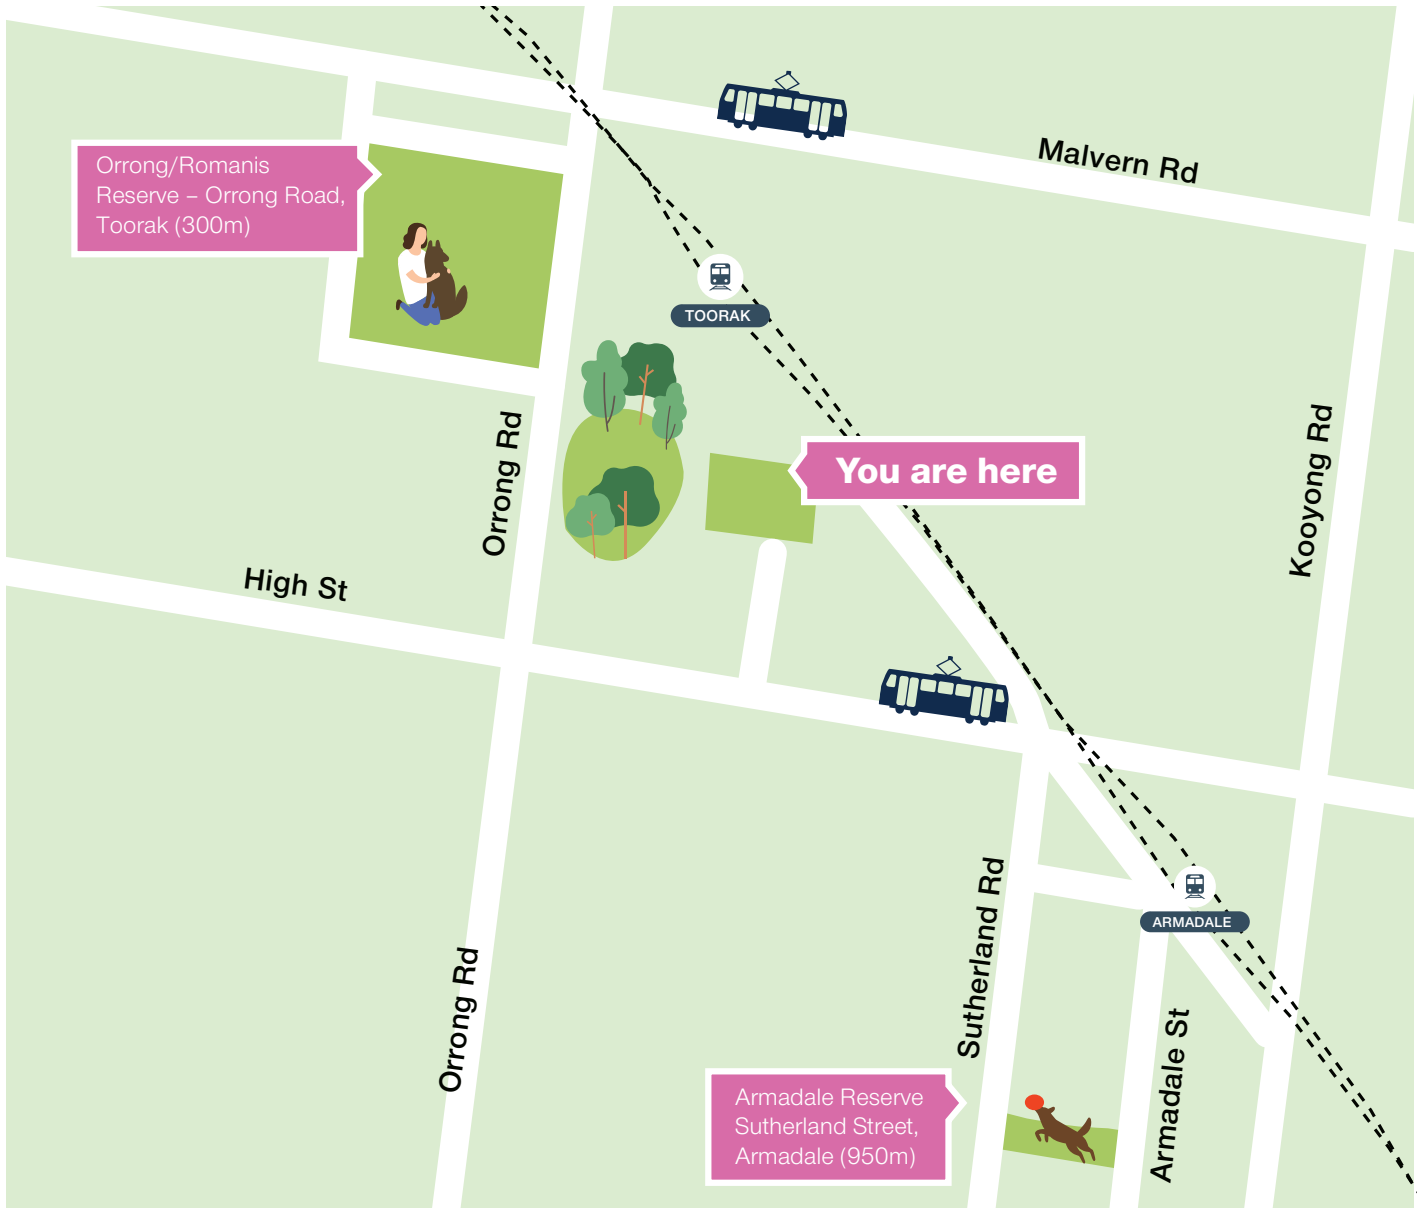 Malvern Rd
Orrong/Romanis
Reserve – Orrong Road,
Toorak (300m)
TOORAK
Orrong Rd
You are here
Kooyong Rd
High St
Sutherland Rd
ARMADALE
Orrong Rd
Armadale St
Armadale Reserve
Sutherland Street,
Armadale (950m)